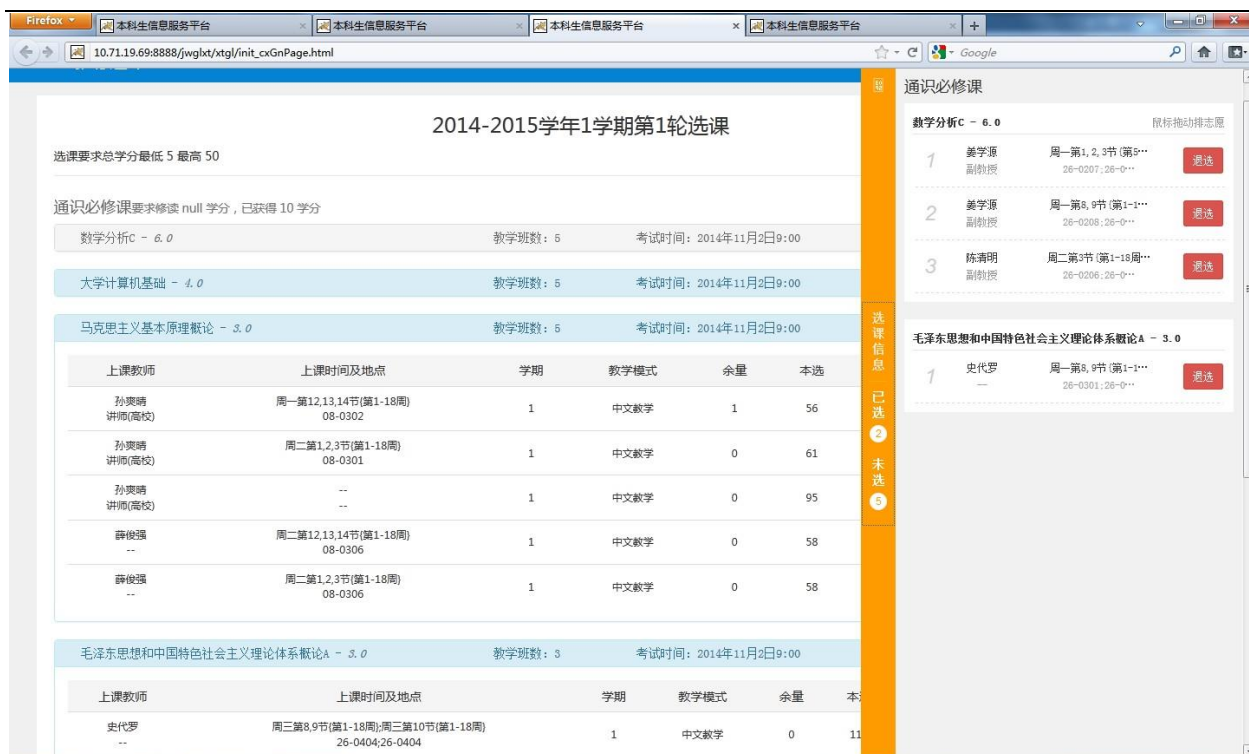 Firefox
本科生信息服务平台
本科生信息服务平台
本科生信息服务平台
本科生信息服务平台
10.71.19.69:8888/jwglxt/xtgl/init_cxGnPage.html
Google
2014-2015学年1学期第1轮选课
选课要求总学分最低 5 最高 50
通识必修课要求修读 null 学分，已获得 10 学分
数学分析C - 6.0 教学班数: 5 考试时间: 2014年11月2日9:00
大学计算机基础 - 4.0 教学班数: 5 考试时间: 2014年11月2日9:00
马克思主义基本原理概论 - 3.0 教学班数: 5 考试时间: 2014年11月2日9:00
上课教师 上课时间及地点 学期 教学模式 余量 本选
孙爽晴 周一第12,13,14节{第1-18周} 1 中文教学 1 56
讲师(高校) 08-0302
孙爽晴 周二第1,2,3节{第1-18周} 1 中文教学 0 61
讲师(高校) 08-0301
孙爽晴 -- 1 中文教学 0 95
讲师(高校) --
薛俊强 周二第12,13,14节{第1-18周} 1 中文教学 0 58
-- 08-0306
薛俊强 周二第1,2,3节{第1-18周} 1 中文教学 0 58
-- 08-0306
毛泽东思想和中国特色社会主义理论体系概论A - 3.0 教学班数: 3 考试时间: 2014年11月2日9:00
上课教师 上课时间及地点 学期 教学模式 余量 本
史代罗 周三第8,9节{第1-18周};周三第10节{第1-18周} 1 中文教学 0 11
-- 26-0404;26-0404
选课信息 已选 2 未选 5
通识必修课
数学分析C - 6.0 鼠标拖动排志愿
1 姜学源 周一第1,2,3节{第5… 退选
副教授 26-0207;26-0…
2 姜学源 周一第8,9节{第1-1… 退选
副教授 26-0208;26-0…
3 陈清明 周二第3节{第1-18周… 退选
副教授 26-0206;26-0…
毛泽东思想和中国特色社会主义理论体系概论A - 3.0
1 史代罗 周一第8,9节{第1-1… 退选
-- 26-0301;26-0…